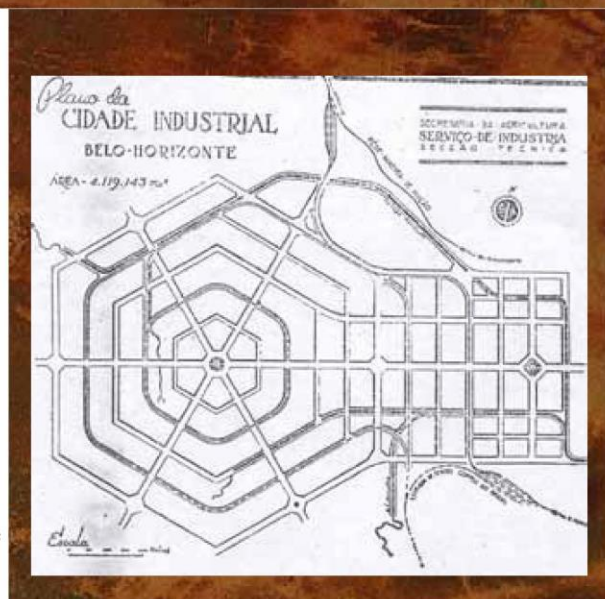 Plano da
CIDADE INDUSTRIAL
BELO-HORIZONTE
ÁREA - 4.119.143 m²
SECRETARIA DA AGRICULTURA
SERVIÇO-DE-INDUSTRIA
SECÇÃO TECNICA
Escala